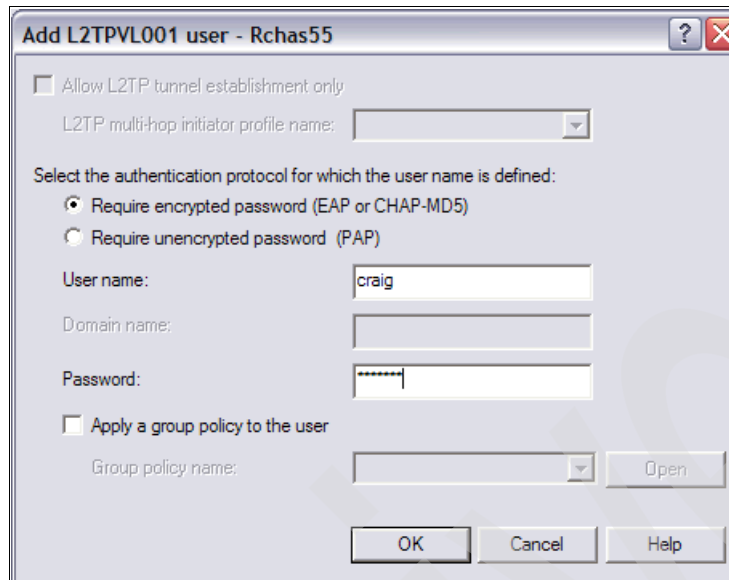 Add L2TPVL001 user - Rchas55
Allow L2TP tunnel establishment only
L2TP multi-hop initiator profile name:
Select the authentication protocol for which the user name is defined:
Require encrypted password (EAP or CHAP-MD5)
Require unencrypted password (PAP)
User name: craig
Domain name:
Password: *******
Apply a group policy to the user
Group policy name: Open
OK Cancel Help